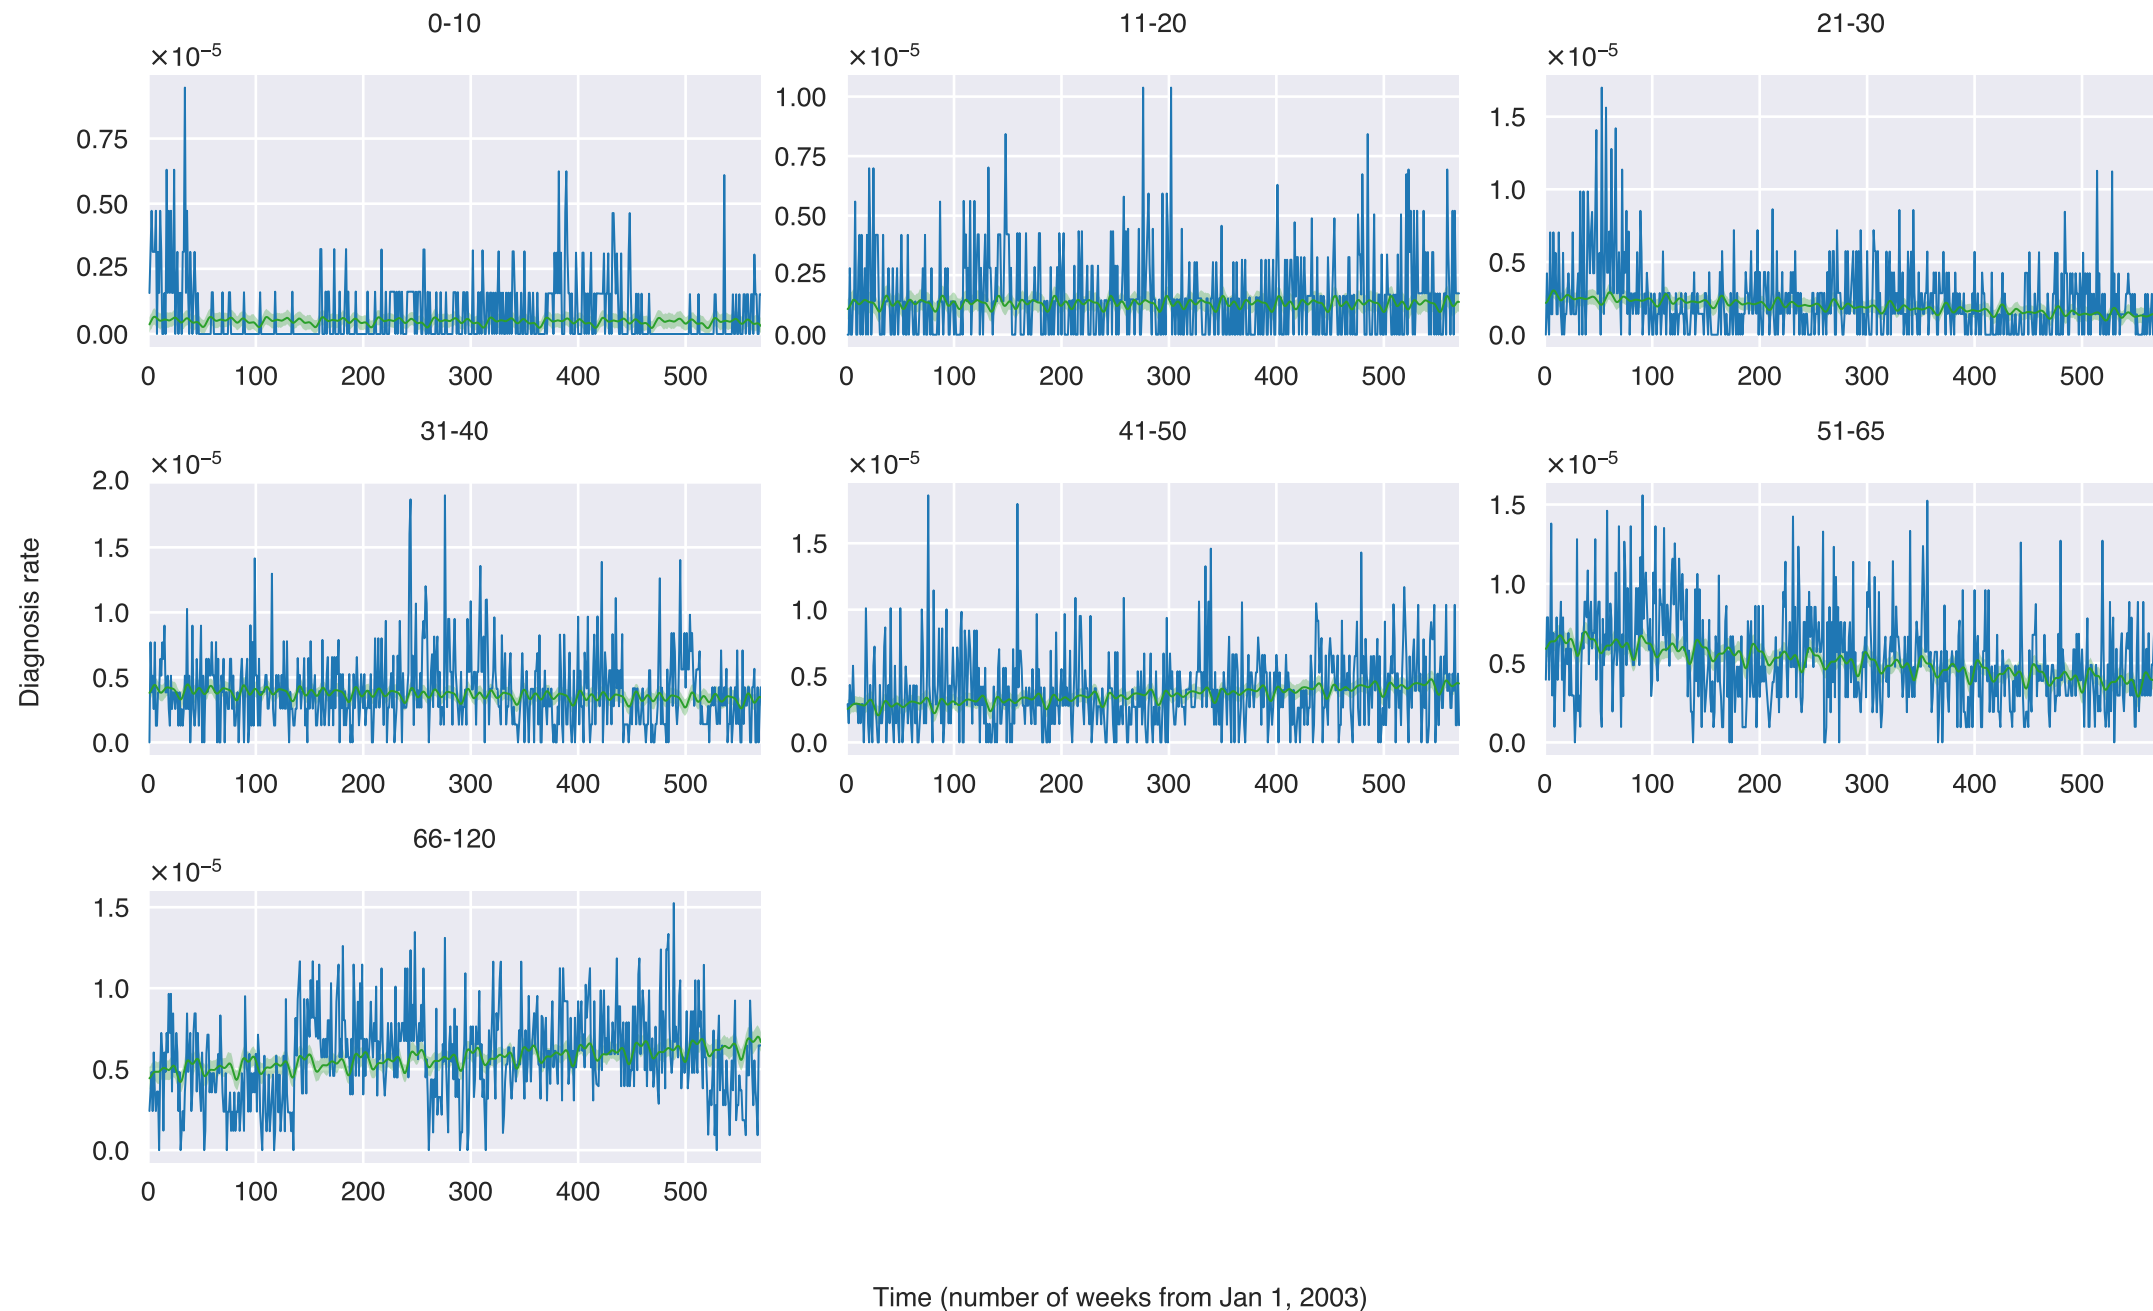 0-10 11-20 21-30
×10⁻⁵ ×10⁻⁵ ×10⁻⁵
0.75 0.50 0.25 0.00
1.00 0.75 0.50 0.25 0.00
1.5 1.0 0.5 0.0
0 100 200 300 400 500 0 100 200 300 400 500 0 100 200 300 400 500
31-40 41-50 51-65
×10⁻⁵ ×10⁻⁵ ×10⁻⁵
2.0 1.5 1.0 0.5 0.0
1.5 1.0 0.5 0.0
1.5 1.0 0.5 0.0
0 100 200 300 400 500 0 100 200 300 400 500 0 100 200 300 400 500
Diagnosis rate
66-120
×10⁻⁵
1.5 1.0 0.5 0.0
0 100 200 300 400 500
Time (number of weeks from Jan 1, 2003)